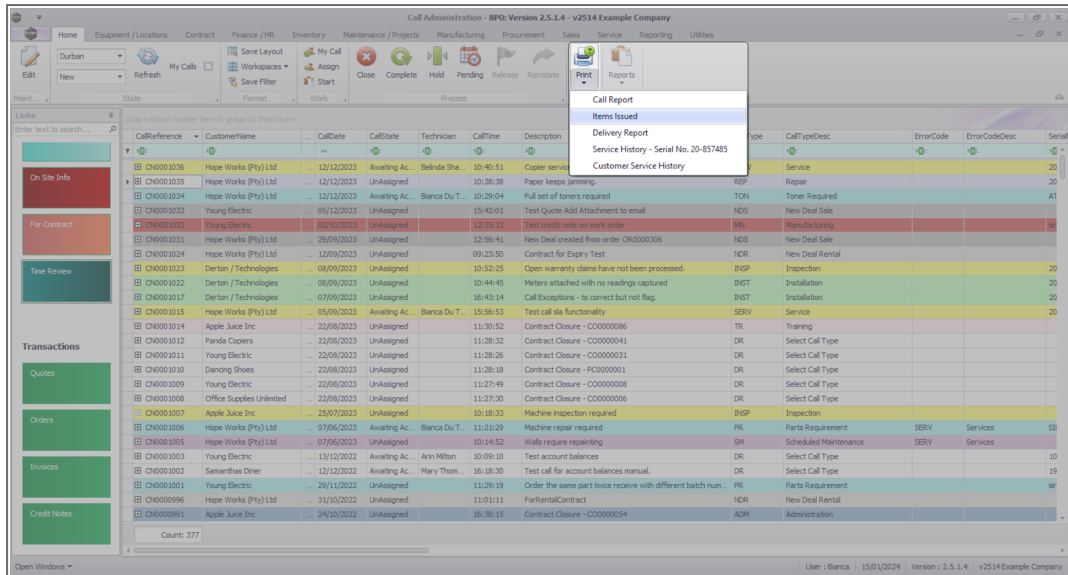 Call Administration - BPO: Version 2.5.1.4 - v2514 Example Company
Home Equipment / Locations Contract Finance / HR Inventory Maintenance / Projects Manufacturing Procurement Sales Service Reporting Utilities
Edit
Durban
New
Refresh
My Calls
Save Layout
Workspaces
Save Filter
My Call
Assign
Start
Close Complete Hold Pending Release Reinstate
Print
Reports
Maint... State Format Work Process
Call Report
Items Issued
Delivery Report
Service History - Serial No. 20-857485
Customer Service History
Links
Enter text to search...
On Site Info
For Contract
Time Review
Transactions
Quotes
Orders
Invoices
Credit Notes
Drag a column header here to group by that column
CallReference CustomerName ... CallDate CallState Technician CallTime Description CallTypeDesc ErrorCode ErrorCodeDesc
CN0001036 Hope Works (Pty) Ltd ... 12/12/2023 Awaiting Ac... Belinda Sha... 10:40:51 Copier service Service 20
CN0001035 Hope Works (Pty) Ltd ... 12/12/2023 UnAssigned 10:38:38 Paper keeps jamming. REP Repair 20
CN0001034 Hope Works (Pty) Ltd ... 12/12/2023 Awaiting Ac... Bianca Du T... 10:29:04 Full set of toners required TON Toner Required AT
CN0001033 Young Electric ... 05/12/2023 UnAssigned 15:42:01 Test Quote Add Attachment to email NDS New Deal Sale
CN0001032 Young Electric ... 02/10/2023 UnAssigned 12:35:12 Test credit note on work order MN Manufacturing
CN0001031 Hope Works (Pty) Ltd ... 29/09/2023 UnAssigned 12:56:41 New Deal created from order OR0000306 NDS New Deal Sale
CN0001024 Hope Works (Pty) Ltd ... 12/09/2023 UnAssigned 09:23:50 Contract for Expiry Test NDR New Deal Rental
CN0001023 Derton / Technologies ... 08/09/2023 UnAssigned 10:52:25 Open warranty claims have not been processed. INSP Inspection 20
CN0001022 Derton / Technologies ... 08/09/2023 UnAssigned 10:44:45 Meters attached with no readings captured INST Installation 20
CN0001017 Derton / Technologies ... 07/09/2023 UnAssigned 16:43:14 Call Exceptions - to correct but not flag. INST Installation 20
CN0001015 Hope Works (Pty) Ltd ... 05/09/2023 Awaiting Ac... Bianca Du T... 15:56:53 Test call sla functionality SERV Service 20
CN0001014 Apple Juice Inc ... 22/08/2023 UnAssigned 11:30:52 Contract Closure - CO0000086 TR Training
CN0001012 Panda Copiers ... 22/08/2023 UnAssigned 11:28:32 Contract Closure - CO0000041 DR Select Call Type
CN0001011 Young Electric ... 22/08/2023 UnAssigned 11:28:26 Contract Closure - CO0000031 DR Select Call Type
CN0001010 Dancing Shoes ... 22/08/2023 UnAssigned 11:28:18 Contract Closure - PC0000001 DR Select Call Type
CN0001009 Young Electric ... 22/08/2023 UnAssigned 11:27:49 Contract Closure - CO0000008 DR Select Call Type
CN0001008 Office Supplies Unlimited ... 22/08/2023 UnAssigned 11:27:30 Contract Closure - CO0000006 DR Select Call Type
CN0001007 Apple Juice Inc ... 25/07/2023 UnAssigned 10:18:33 Machine inspection required INSP Inspection
CN0001006 Hope Works (Pty) Ltd ... 07/06/2023 Awaiting Ac... Bianca Du T... 11:21:29 Machine repair required PR Parts Requirement SERV Services
CN0001005 Hope Works (Pty) Ltd ... 07/06/2023 UnAssigned 10:14:52 Walls require repainting SM Scheduled Maintenance SERV Services
CN0001003 Young Electric ... 13/12/2022 Awaiting Ac... Arin Milton 10:09:10 Test account balances DR Select Call Type 10
CN0001002 Samanthas Diner ... 12/12/2022 Awaiting Ac... Mary Thom... 16:18:30 Test call for account balances manual. DR Select Call Type 19
CN0001001 Young Electric ... 29/11/2022 UnAssigned 11:29:19 Order the same part twice receive with different batch num... PR Parts Requirement
CN0000996 Hope Works (Pty) Ltd ... 31/10/2022 UnAssigned 11:01:11 ForRentalContract NDR New Deal Rental
CN0000991 Apple Juice Inc ... 24/10/2022 UnAssigned 16:38:15 Contract Closure - CO0000054 ADM Administration
Count: 377
Open Windows
User : Bianca 15/01/2024 Version : 2.5.1.4 v2514 Example Company